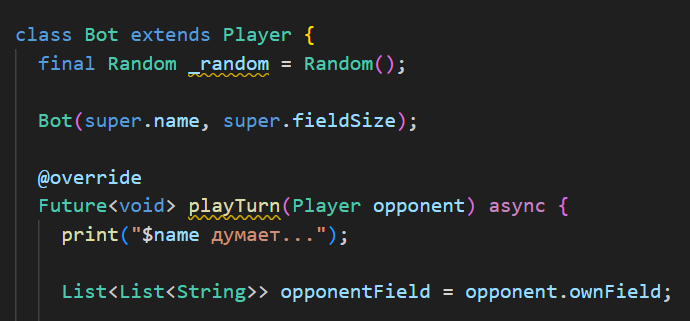 class Bot extends Player {
final Random _random = Random();
Bot(super.name, super.fieldSize);
@override
Future<void> playTurn(Player opponent) async {
print("$name думает...");
List<List<String>> opponentField = opponent.ownField;